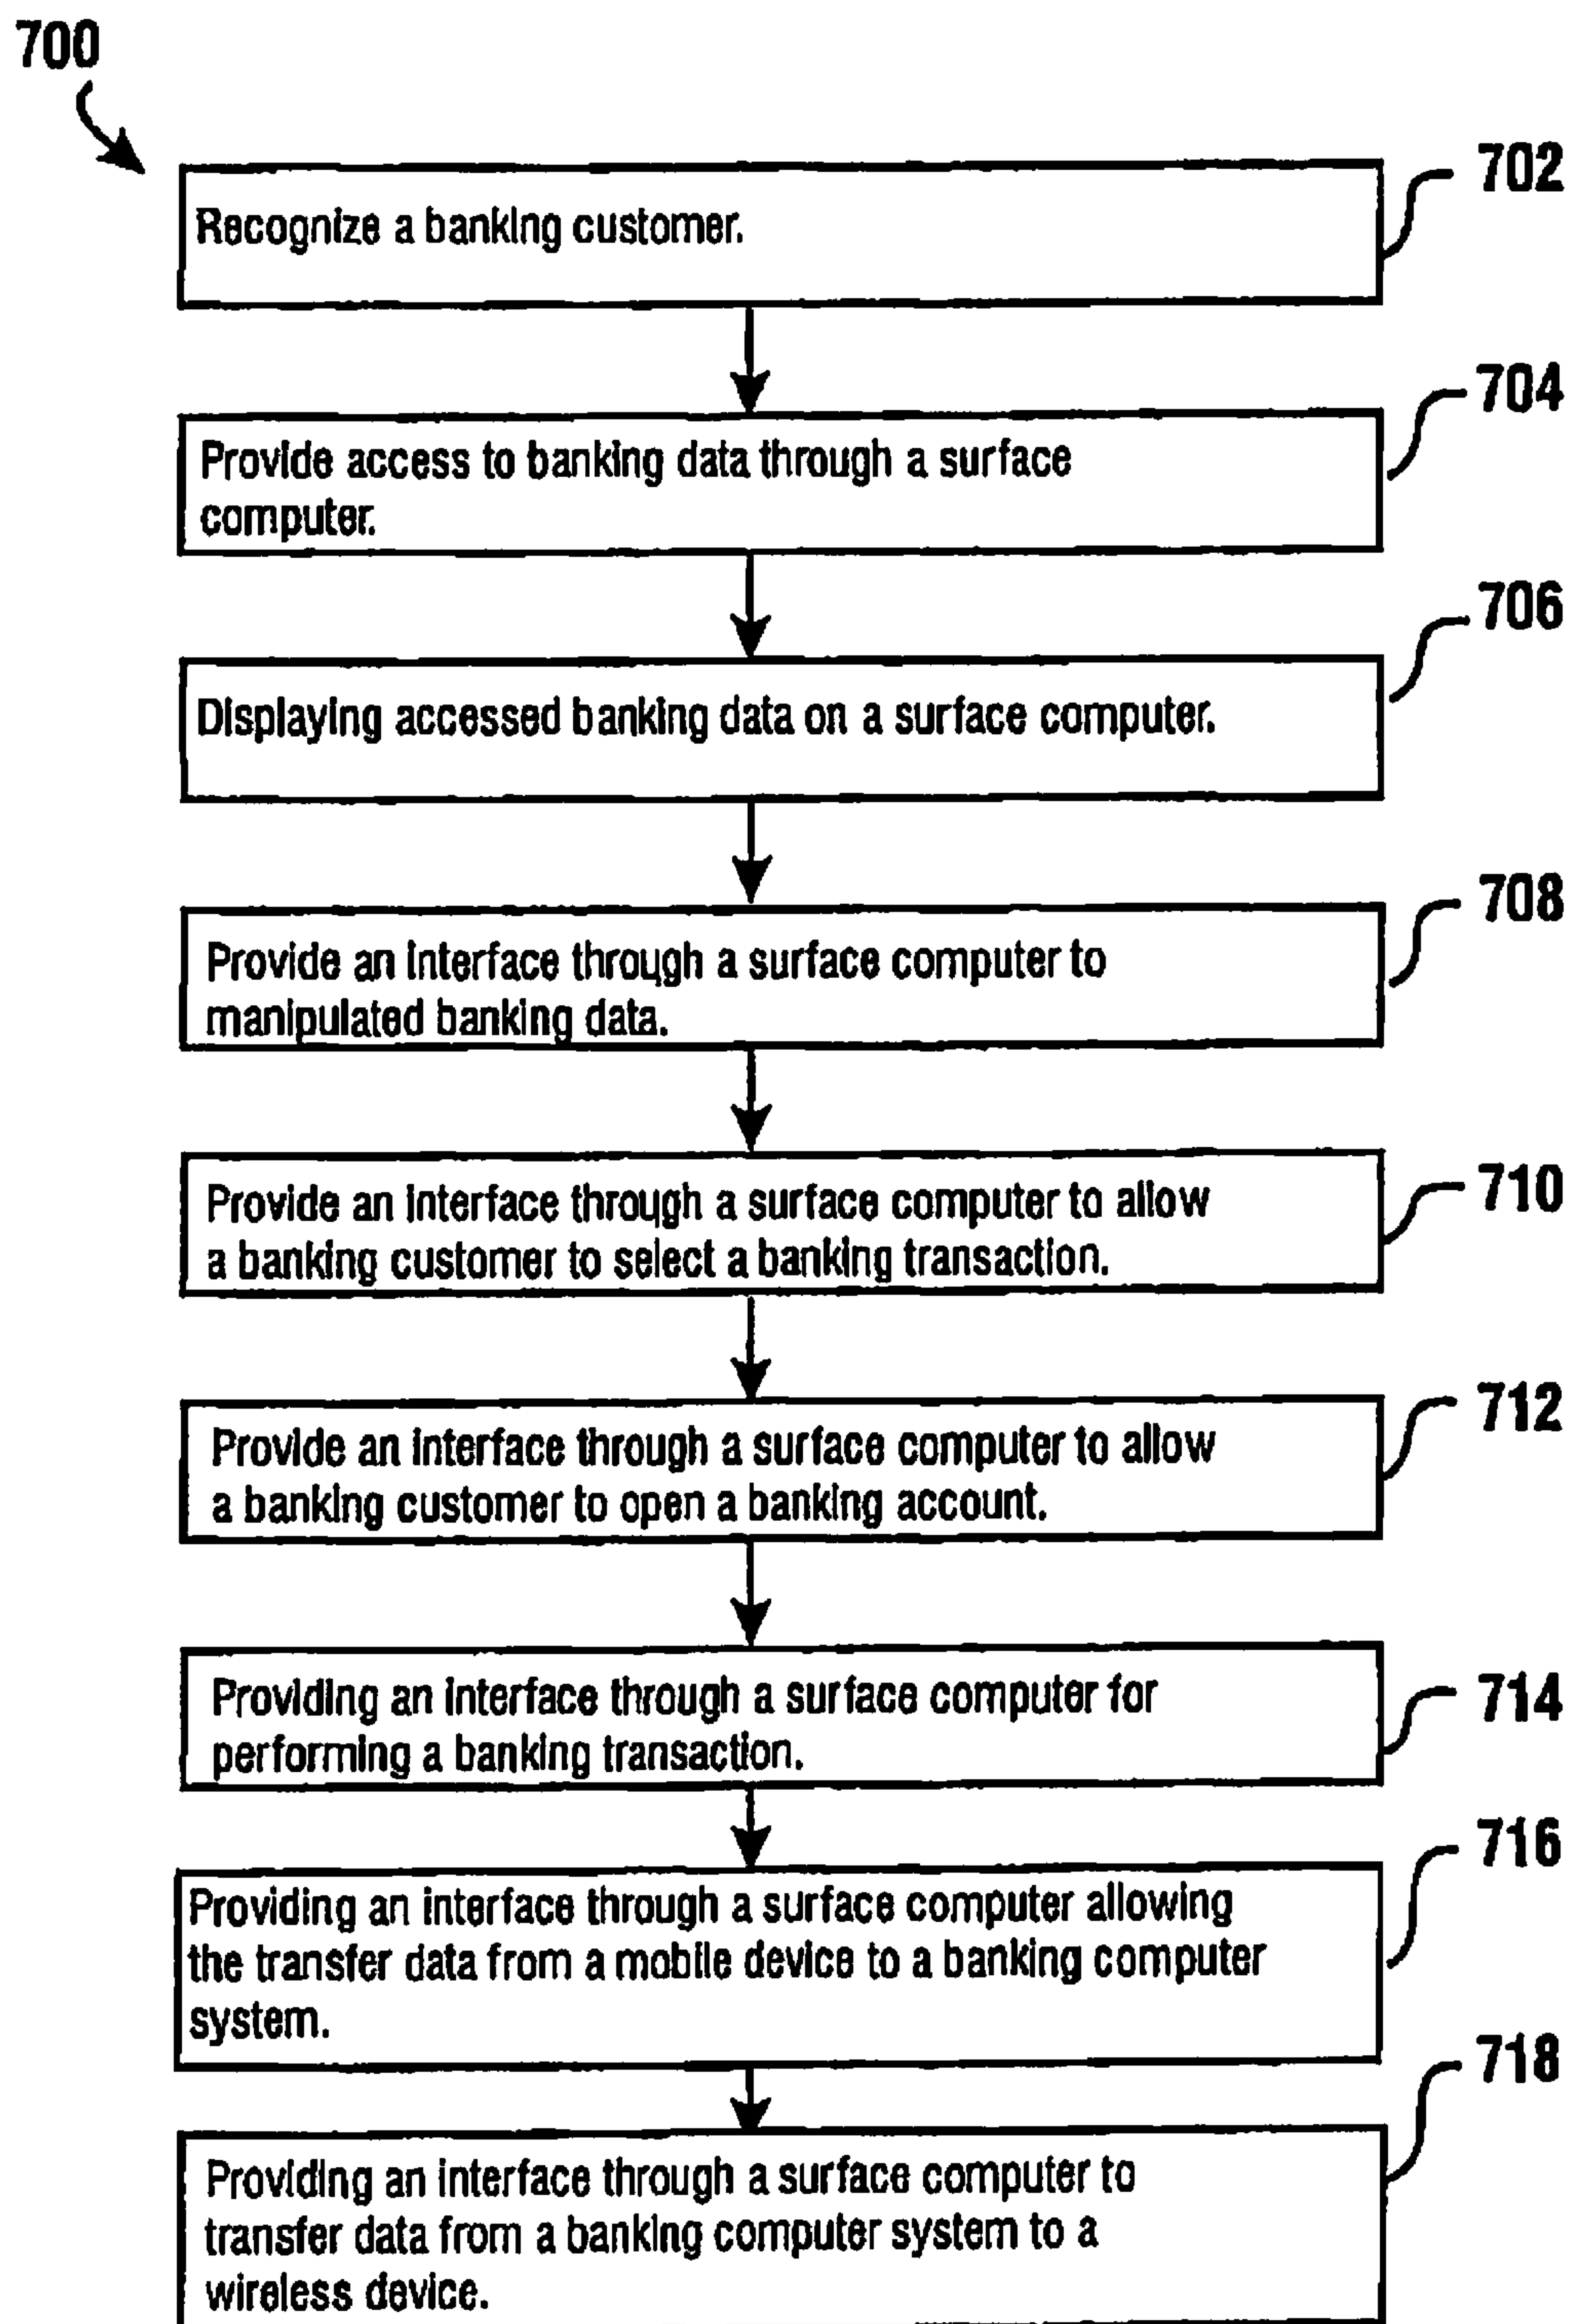 700
702
Recognize a banking customer.
704
Provide access to banking data through a surface
computer.
706
Displaying accessed banking data on a surface computer.
708
Provide an interface through a surface computer to
manipulated banking data.
710
Provide an interface through a surface computer to allow
a banking customer to select a banking transaction.
712
Provide an interface through a surface computer to allow
a banking customer to open a banking account.
714
Providing an interface through a surface computer for
performing a banking transaction.
716
Providing an interface through a surface computer allowing
the transfer data from a mobile device to a banking computer
system.
718
Providing an interface through a surface computer to
transfer data from a banking computer system to a
wireless device.